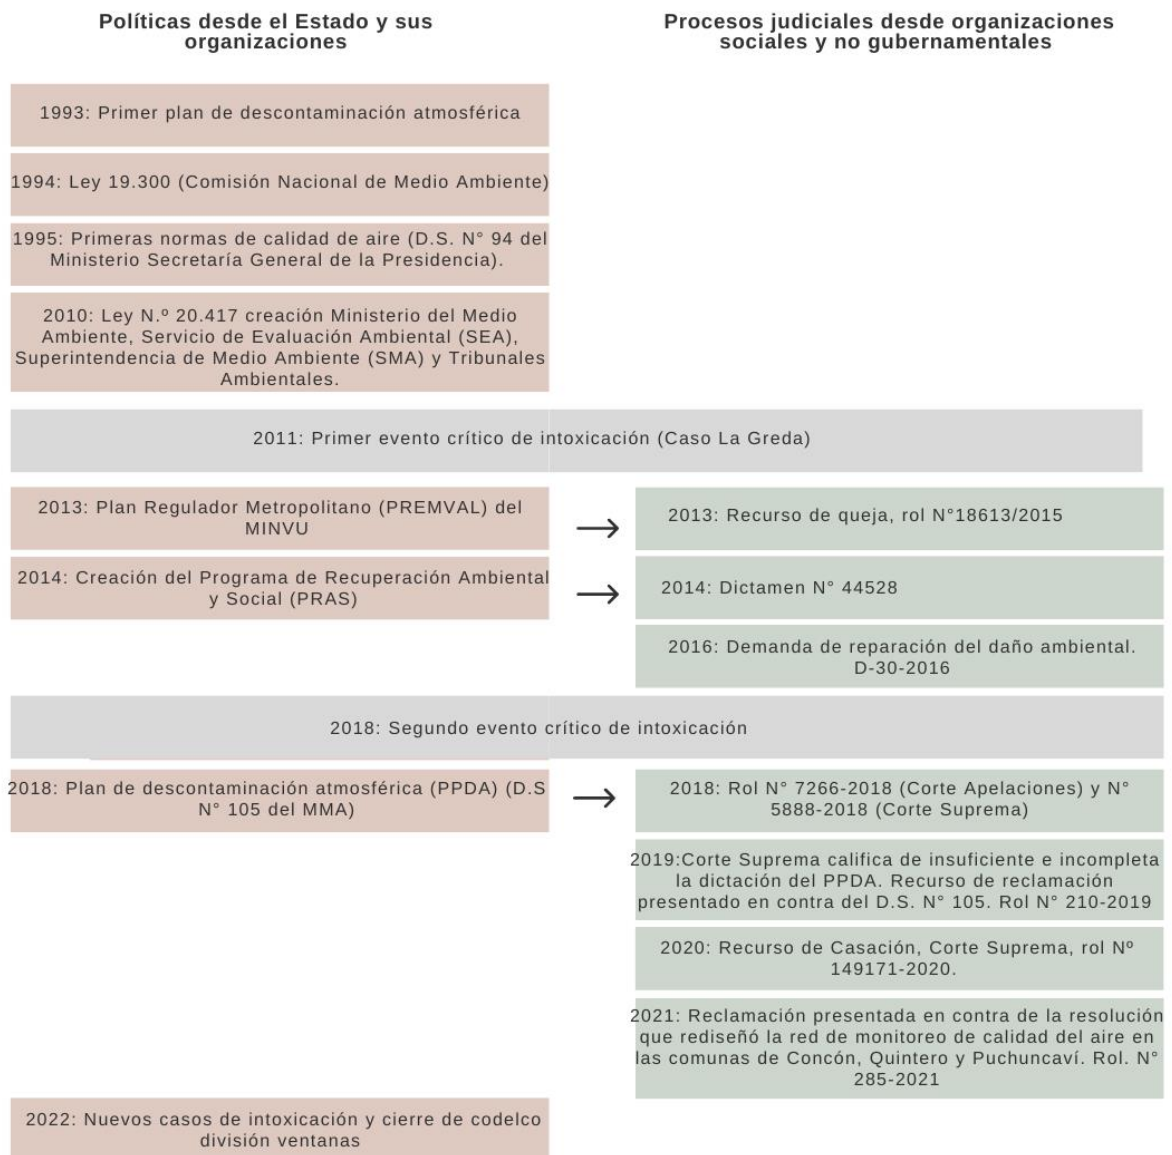 Políticas desde el Estado y sus
organizaciones
Procesos judiciales desde organizaciones
sociales y no gubernamentales
1993: Primer plan de descontaminación atmosférica
1994: Ley 19.300 (Comisión Nacional de Medio Ambiente)
1995: Primeras normas de calidad de aire (D.S. N° 94 del
Ministerio Secretaría General de la Presidencia).
2010: Ley N.º 20.417 creación Ministerio del Medio
Ambiente, Servicio de Evaluación Ambiental (SEA),
Superintendencia de Medio Ambiente (SMA) y Tribunales
Ambientales.
2011: Primer evento crítico de intoxicación (Caso La Greda)
2013: Plan Regulador Metropolitano (PREMVAL) del
MINVU
2013: Recurso de queja, rol N°18613/2015
2014: Creación del Programa de Recuperación Ambiental
y Social (PRAS)
2014: Dictamen N° 44528
2016: Demanda de reparación del daño ambiental.
D-30-2016
2018: Segundo evento crítico de intoxicación
2018: Plan de descontaminación atmosférica (PPDA) (D.S
N° 105 del MMA)
2018: Rol N° 7266-2018 (Corte Apelaciones) y N°
5888-2018 (Corte Suprema)
2019:Corte Suprema califica de insuficiente e incompleta
la dictación del PPDA. Recurso de reclamación
presentado en contra del D.S. N° 105. Rol N° 210-2019
2020: Recurso de Casación, Corte Suprema, rol Nº
149171-2020.
2021: Reclamación presentada en contra de la resolución
que rediseñó la red de monitoreo de calidad del aire en
las comunas de Concón, Quintero y Puchuncaví. Rol. N°
285-2021
2022: Nuevos casos de intoxicación y cierre de codelco
división ventanas